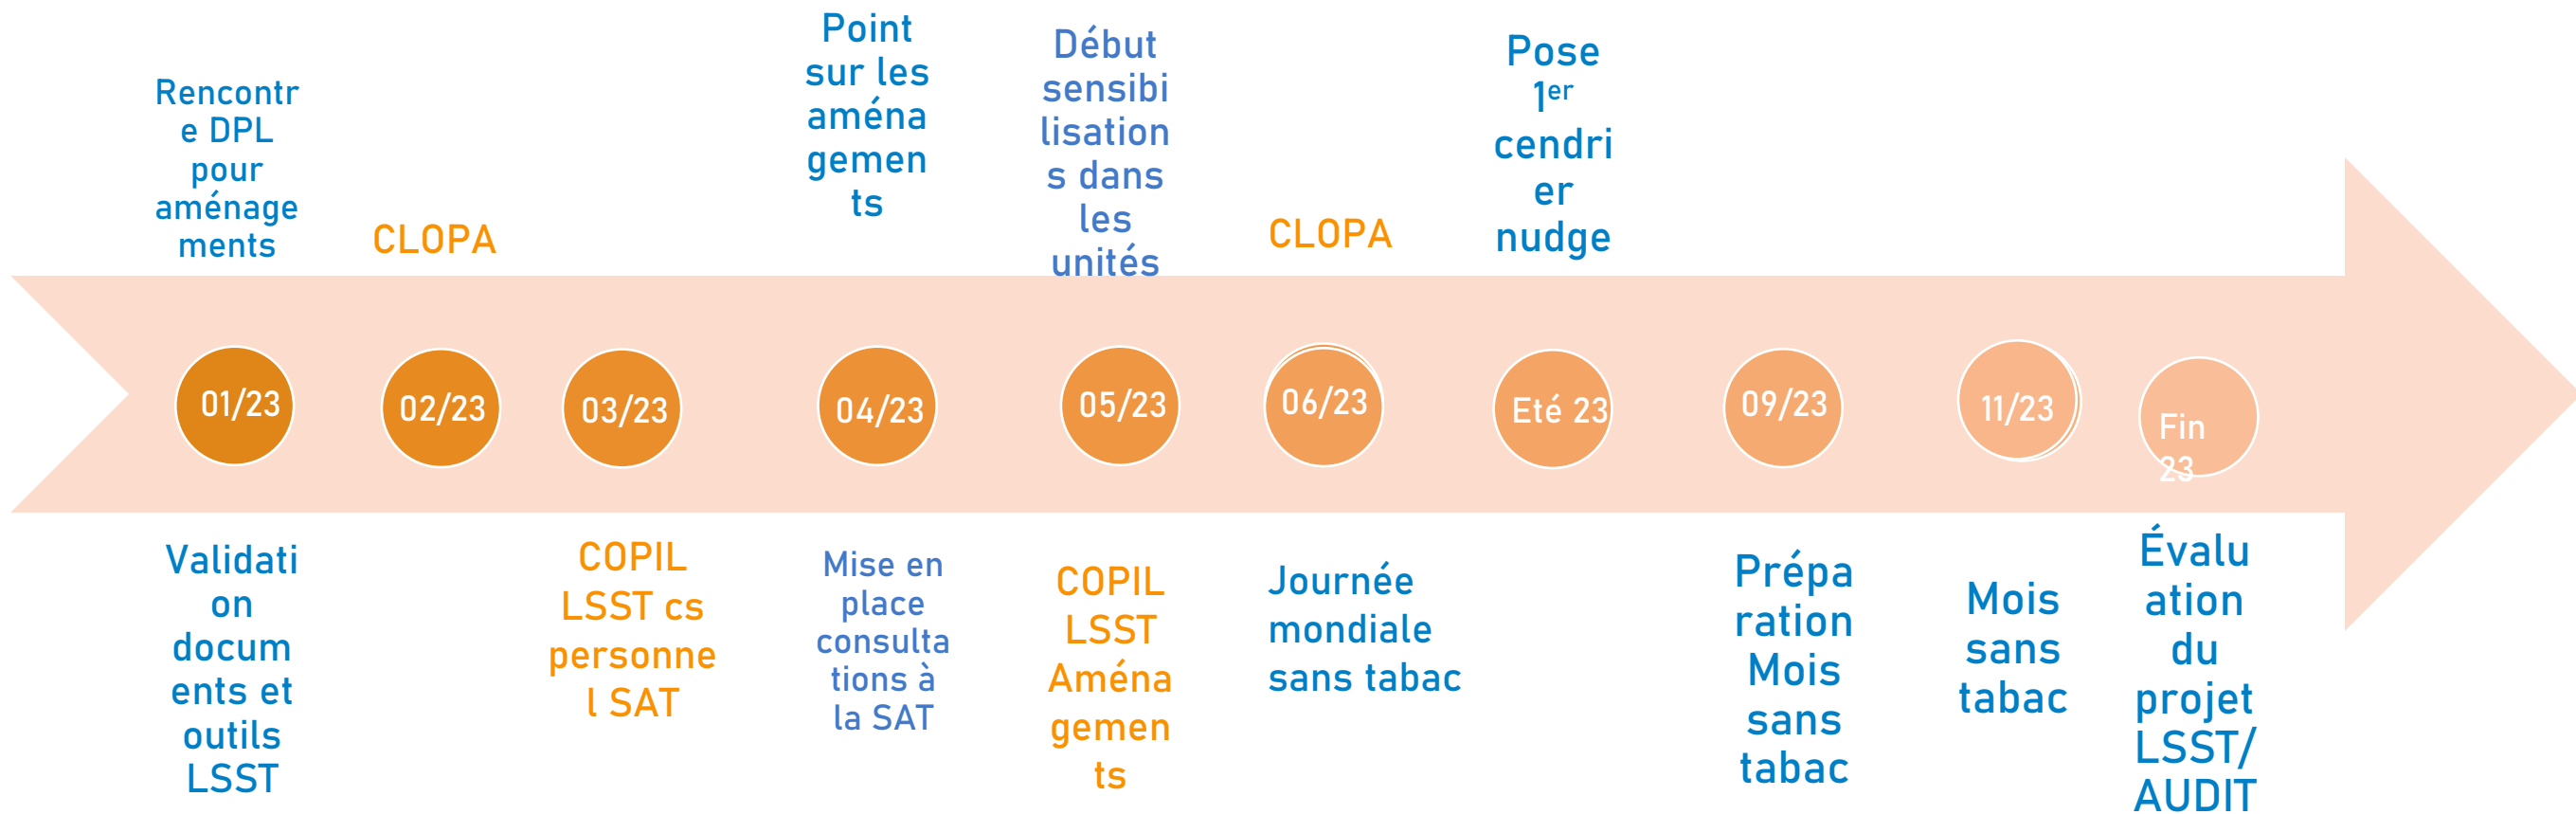 Rencontr
e DPL
pour
aménage
ments
CLOPA
Point
sur les
aména
gemen
ts
Début
sensibi
lisation
s dans
les
unités
CLOPA
Pose
1er
cendri
er
nudge
01/23
02/23
03/23
04/23
05/23
06/23
Eté 23
09/23
11/23
Fin
23
Validati
on
docum
ents et
outils
LSST
COPIL
LSST cs
personne
l SAT
Mise en
place
consulta
tions à
la SAT
COPIL
LSST
Aména
gemen
ts
Journée
mondiale
sans tabac
Prépa
ration
Mois
sans
tabac
Mois
sans
tabac
Évalu
ation
du
projet
LSST/
AUDIT